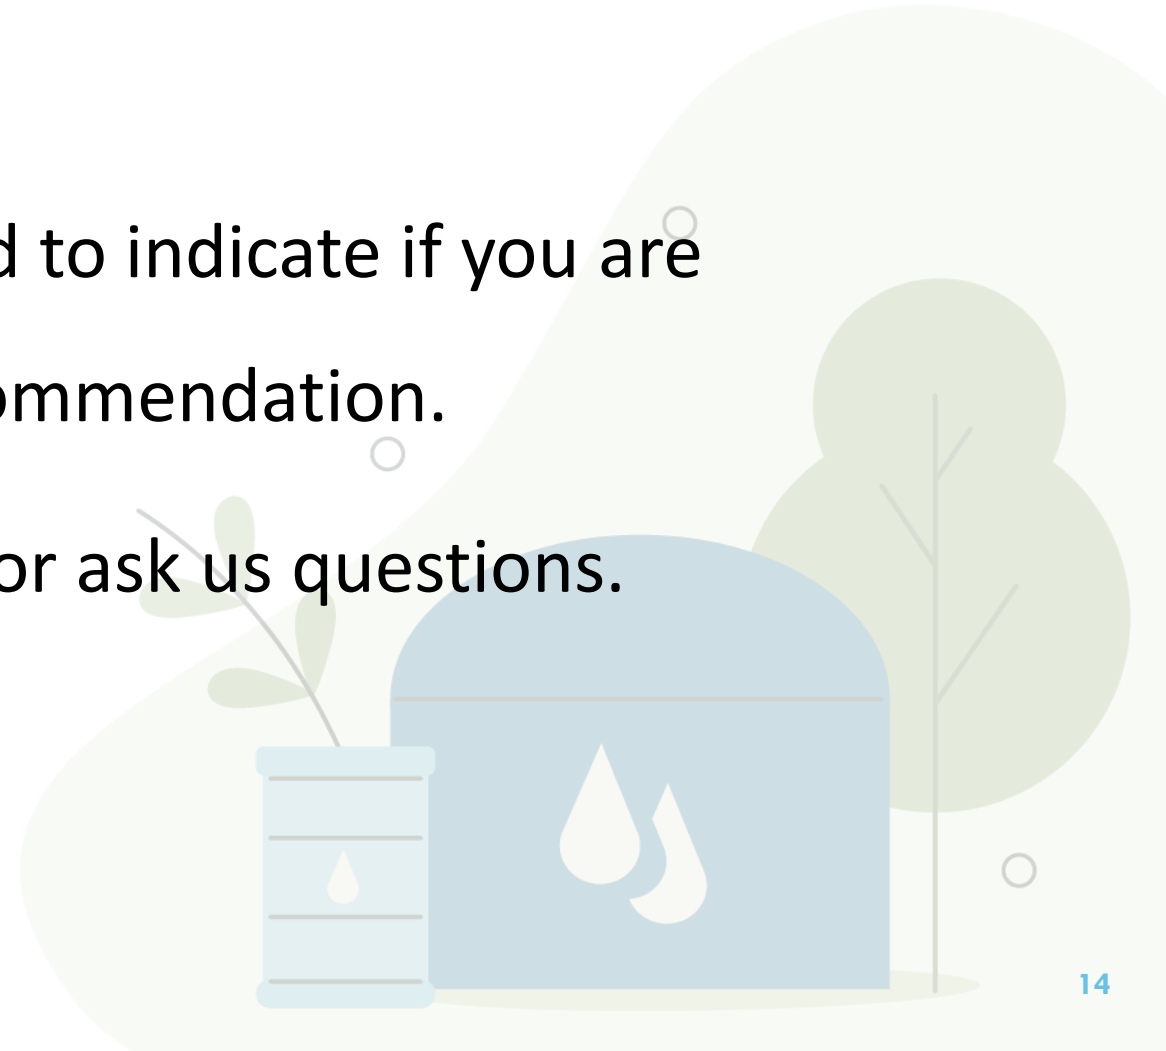 to indicate if you are
ommendation.
or ask us questions.
14